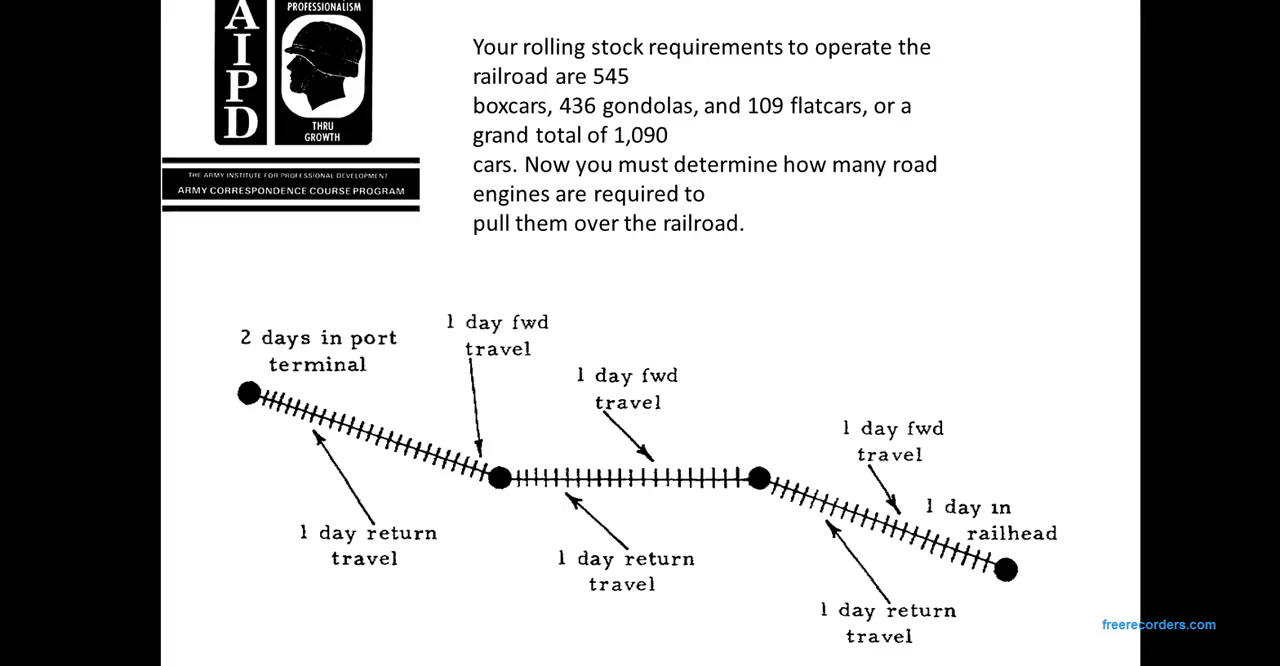 A
I
P
D
PROFESSIONALISM
THRU
GROWTH
THE ARMY INSTITUTE FOR PROFESSIONAL DEVELOPMENT
ARMY CORRESPONDENCE COURSE PROGRAM
Your rolling stock requirements to operate the
railroad are 545
boxcars, 436 gondolas, and 109 flatcars, or a
grand total of 1,090
cars. Now you must determine how many road
engines are required to
pull them over the railroad.
2 days in port
terminal
1 day fwd
travel
1 day fwd
travel
1 day fwd
travel
1 day in
railhead
1 day return
travel
1 day return
travel
1 day return
travel
freerecorders.com